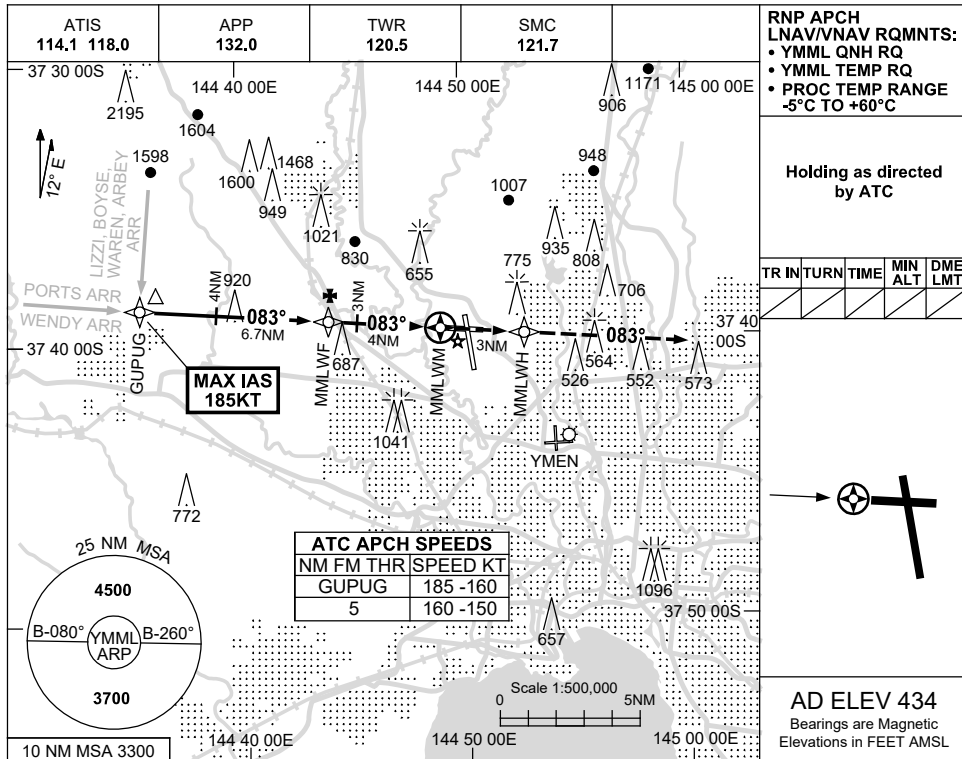 ATIS
114.1 118.0
APP
132.0
TWR
120.5
SMC
121.7
RNP APCH
LNAV/VNAV RQMNTS:
• YMML QNH RQ
• YMML TEMP RQ
• PROC TEMP RANGE
-5°C TO +60°C
37 30 00S
144 40 00E
144 50 00E
145 00 00E
2195
1604
1171
906
12° E
1598
1600
1468
949
1021
830
655
1007
948
935
808
775
706
Holding as directed
by ATC
TR IN
TURN
TIME
MIN
ALT
DME
LMT
LIZZI, BOYSE,
WAREN, ARBEY
ARR
PORTS ARR
WENDY ARR
4NM
920
083°
6.7NM
3NM
083°
4NM
3NM
083°
37 40
00S
37 40 00S
GUPUG
MMLWF
MMLWM
MMLWH
687
526
564
552
573
MAX IAS
185KT
1041
YMEN
772
25 NM MSA
4500
B-080°
YMML
ARP
B-260°
3700
10 NM MSA 3300
ATC APCH SPEEDS
NM FM THR
SPEED KT
GUPUG
185 -160
5
160 -150
1096
37 50 00S
657
Scale 1:500,000
0
5NM
144 40 00E
144 50 00E
145 00 00E
AD ELEV 434
Bearings are Magnetic
Elevations in FEET AMSL